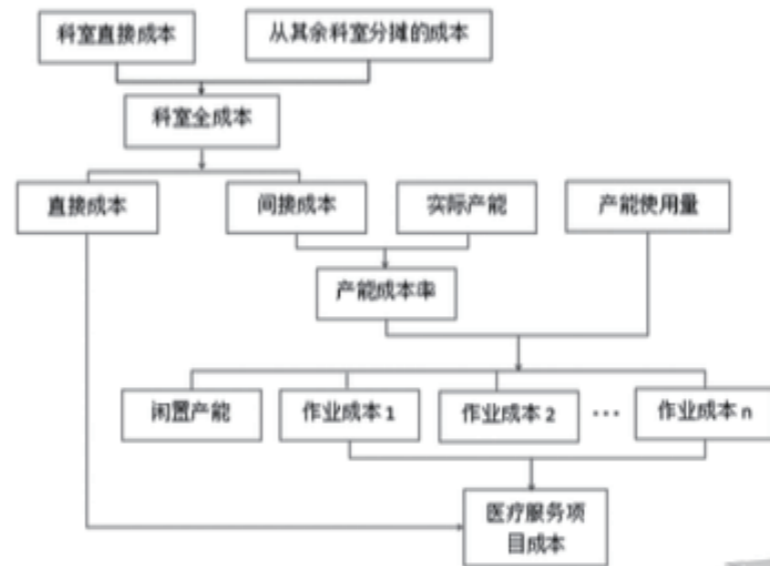 科室直接成本
从其余科室分摊的成本
科室全成本
直接成本
间接成本
实际产能
产能使用量
产能成本率
闲置产能
作业成本1
作业成本2
···
作业成本n
医疗服务项
目成本